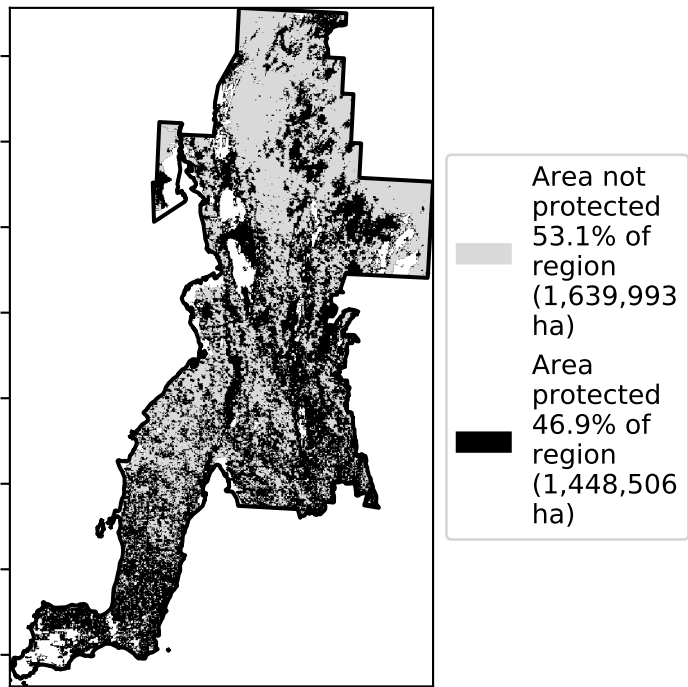 Area not
protected
53.1% of
region
(1,639,993
ha)
Area
protected
46.9% of
region
(1,448,506
ha)